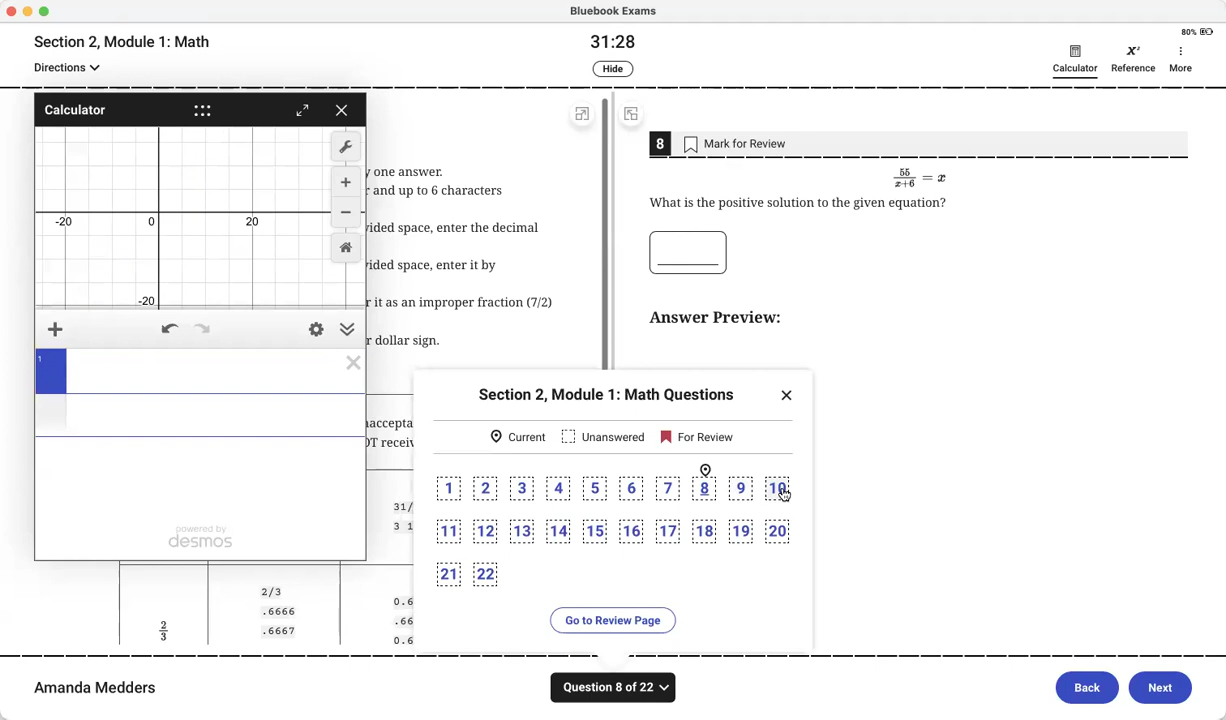 Bluebook Exams
80%
Section 2, Module 1: Math
31:28
Directions
Hide
Calculator
Reference
More
Calculator
-20 0 20
-20
1
powered by
desmos
y one answer.
r and up to 6 characters
vided space, enter the decimal
vided space, enter it by
r it as an improper fraction (7/2)
r dollar sign.
naccepta
OT receiv
31/
3 1
2/3
2/3
.6666
.6667
0.6
.66
0.6
8 Mark for Review
55/x+6 = x
What is the positive solution to the given equation?
Answer Preview:
Section 2, Module 1: Math Questions
Current Unanswered For Review
1 2 3 4 5 6 7 8 9 10
11 12 13 14 15 16 17 18 19 20
21 22
Go to Review Page
Amanda Medders
Question 8 of 22
Back
Next